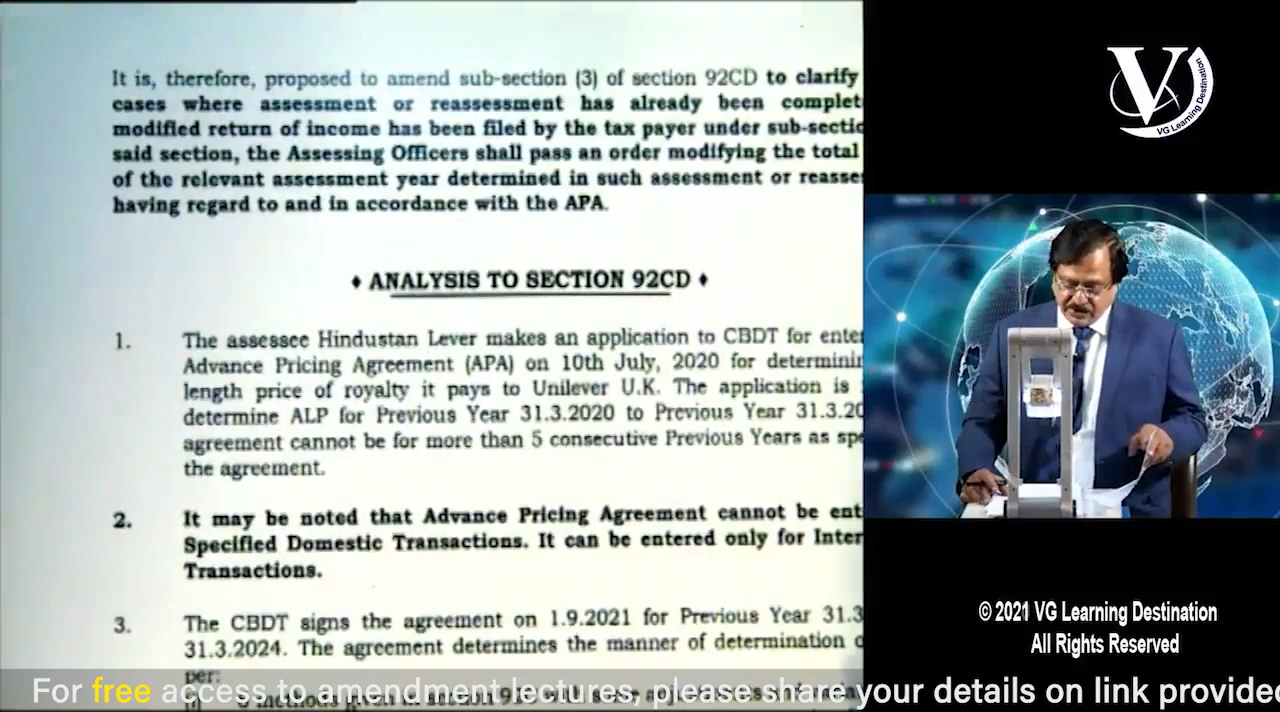 It is, therefore, proposed to amend sub-section (3) of section 92CD to clarify
cases where assessment or reassessment has already been complet
modified return of income has been filed by the tax payer under sub-sectio
said section, the Assessing Officers shall pass an order modifying the total
of the relevant assessment year determined in such assessment or reasse
having regard to and in accordance with the APA.
♦ ANALYSIS TO SECTION 92CD ♦
1. The assessee Hindustan Lever makes an application to CBDT for ente
Advance Pricing Agreement (APA) on 10th July, 2020 for determinin
length price of royalty it pays to Unilever U.K. The application is
determine ALP for Previous Year 31.3.2020 to Previous Year 31.3.20
agreement cannot be for more than 5 consecutive Previous Years as spe
the agreement.
2. It may be noted that Advance Pricing Agreement cannot be ent
Specified Domestic Transactions. It can be entered only for Inter
Transactions.
3. The CBDT signs the agreement on 1.9.2021 for Previous Year 31.3
31.3.2024. The agreement determines the manner of determination
per:
V
VG Learning Destination
© 2021 VG Learning Destination
All Rights Reserved
For free access to amendment lectures, please share your details on link provided